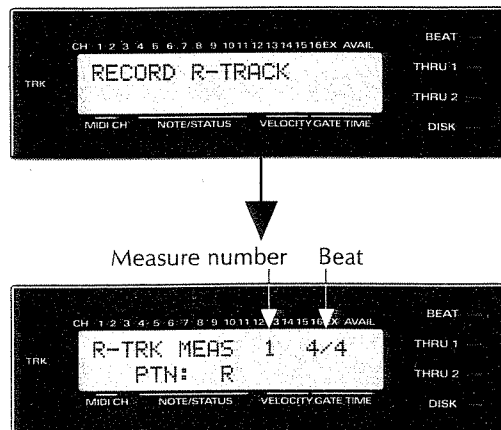 CH 1 2 3 4 5 6 7 8 9 10 11 12 13 14 15 16 EX AVAIL
BEAT
RECORD R-TRACK
THRU 1
TRK
THRU 2
MIDI CH NOTE/STATUS VELOCITY GATE TIME
DISK
Measure number Beat
CH 1 2 3 4 5 6 7 8 9 10 11 12 13 14 15 16 EX AVAIL
BEAT
R-TRK MEAS 1 4/4
THRU 1
TRK
PTN: R
THRU 2
MIDI CH NOTE/STATUS VELOCITY GATE TIME
DISK